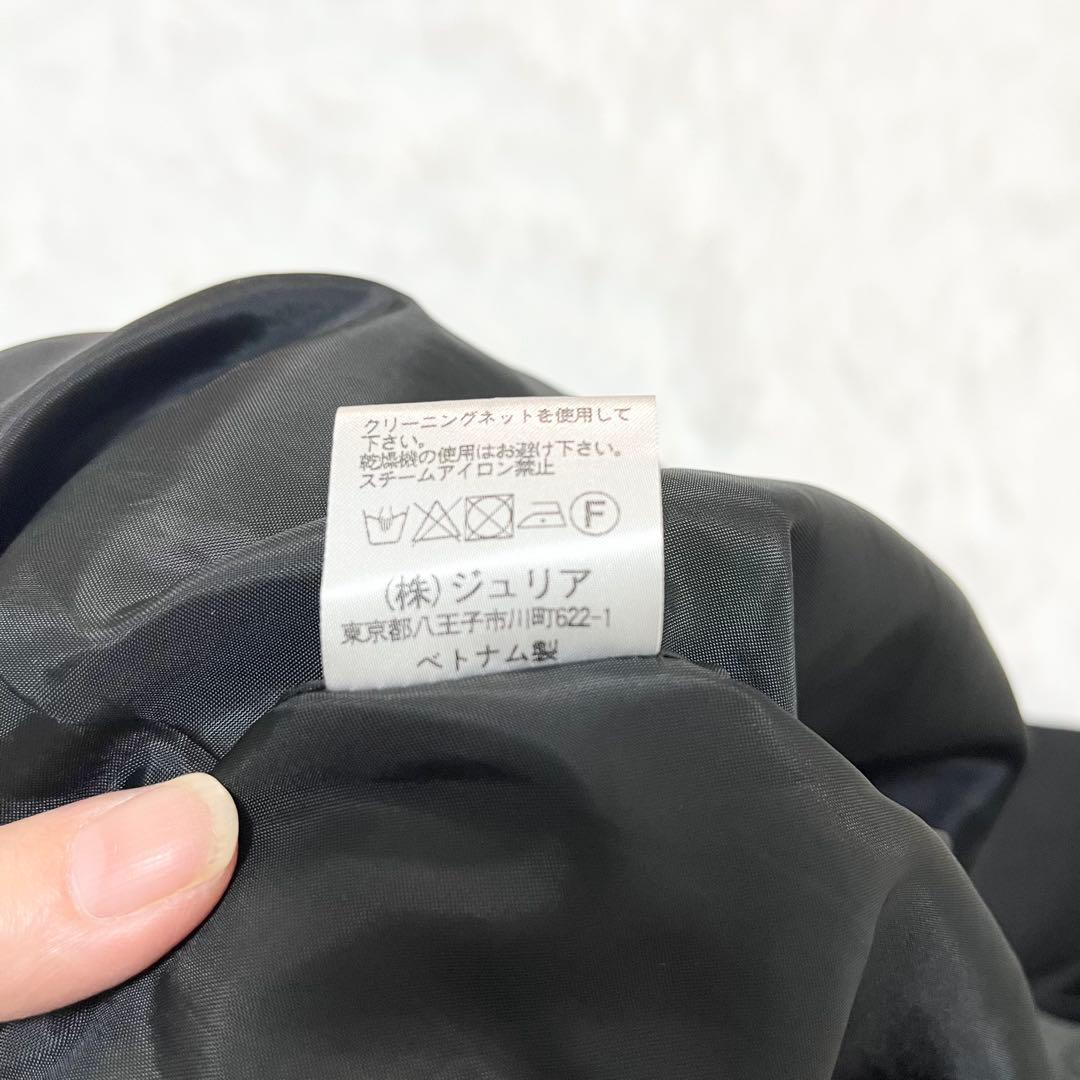 クリーニングネットを使用して
下さい。
乾燥機の使用はお避け下さい。
スチームアイロン禁止
F
(株)ジュリア
東京都八王子市川町622-1
ベトナム製